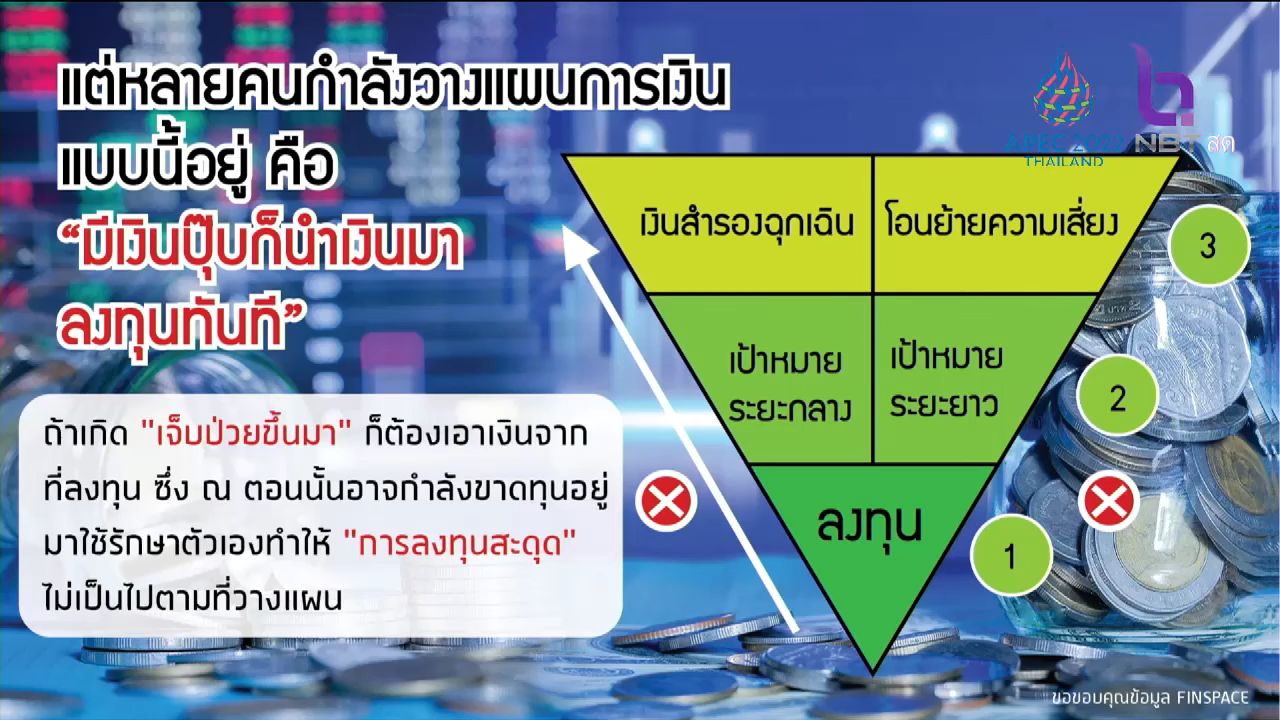 แต่หลายคนกำลังวางแผนการเงิน
แบบนี้อยู่ คือ
“มีเงินปุ๊บก็นำเงินมา
ลงทุนทันที”
ถ้าเกิด "เจ็บป่วยขึ้นมา" ก็ต้องเอาเงินจาก
ที่ลงทุน ซึ่ง ณ ตอนนั้นอาจกำลังขาดทุนอยู่
มาใช้รักษาตัวเองทำให้ "การลงทุนสะดุด"
ไม่เป็นไปตามที่วางแผน
APEC 2022
THAILAND
NBT สด
เงินสำรองฉุกเฉิน
โอนย้ายความเสี่ยง
3
เป้าหมาย
ระยะกลาง
เป้าหมาย
ระยะยาว
2
ลงทุน
1
ขอขอบคุณข้อมูล FINSPACE